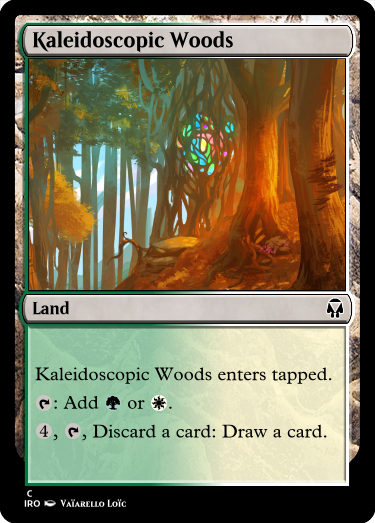 Kaleidoscopic Woods
Land
Kaleidoscopic Woods enters tapped.
: Add or .
4, , Discard a card: Draw a card.
C
IRO Vaïarello Loïc